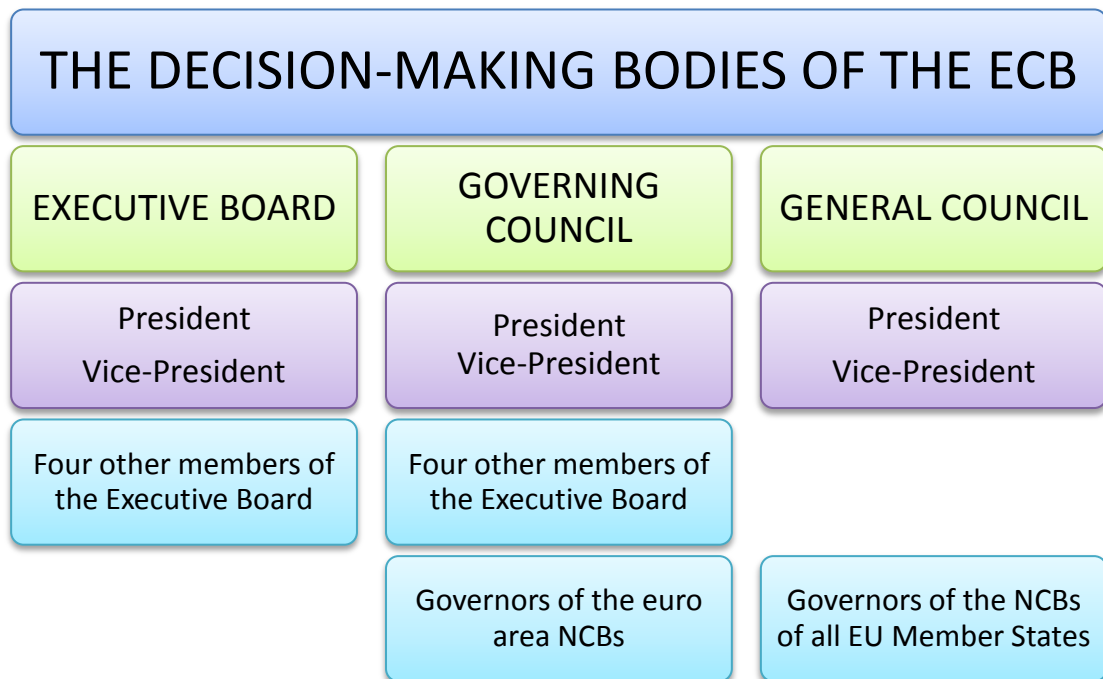 THE DECISION-MAKING BODIES OF THE ECB
EXECUTIVE BOARD
GOVERNING
COUNCIL
GENERAL COUNCIL
President
Vice-President
President
Vice-President
President
Vice-President
Four other members of
the Executive Board
Four other members of
the Executive Board
Governors of the euro
area NCBs
Governors of the NCBs
of all EU Member States